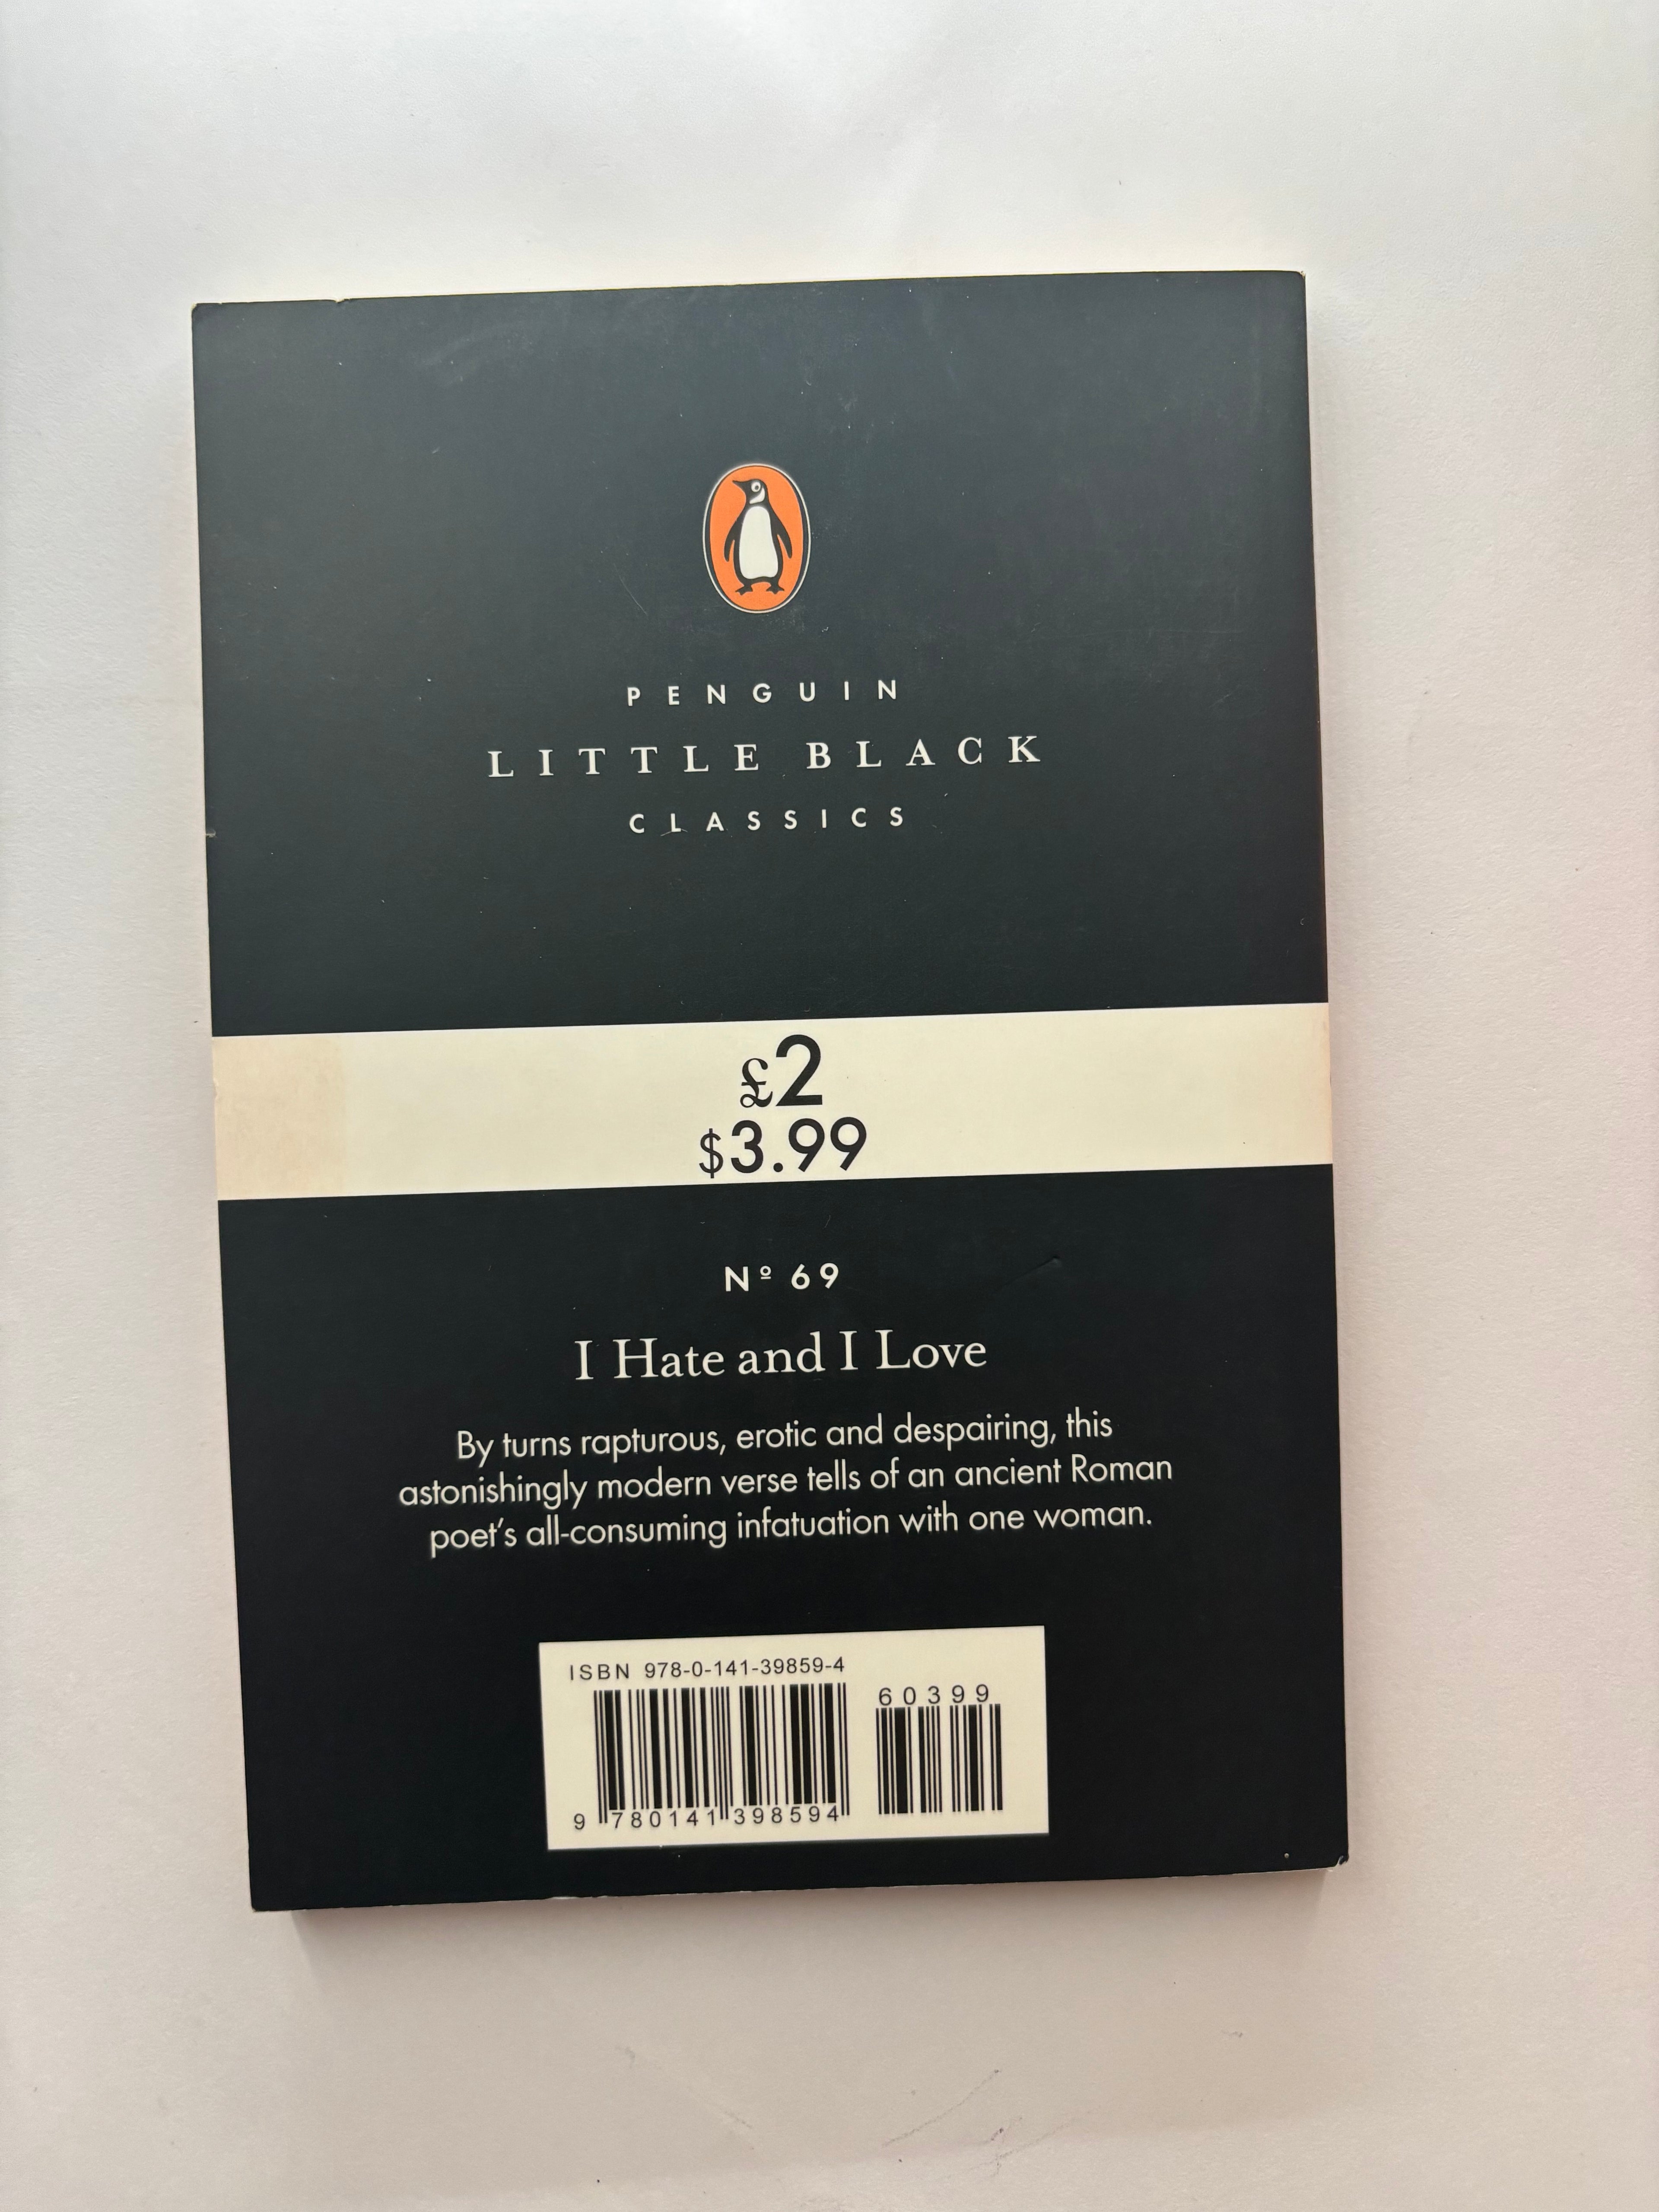 PENGUIN
LITTLE BLACK
CLASSICS
£2
$3.99
Nº 69
I Hate and I Love
By turns rapturous, erotic and despairing, this
astonishingly modern verse tells of an ancient Roman
poet's all-consuming infatuation with one woman.
ISBN 978-0-141-39859-4
60399
9 780141 398594